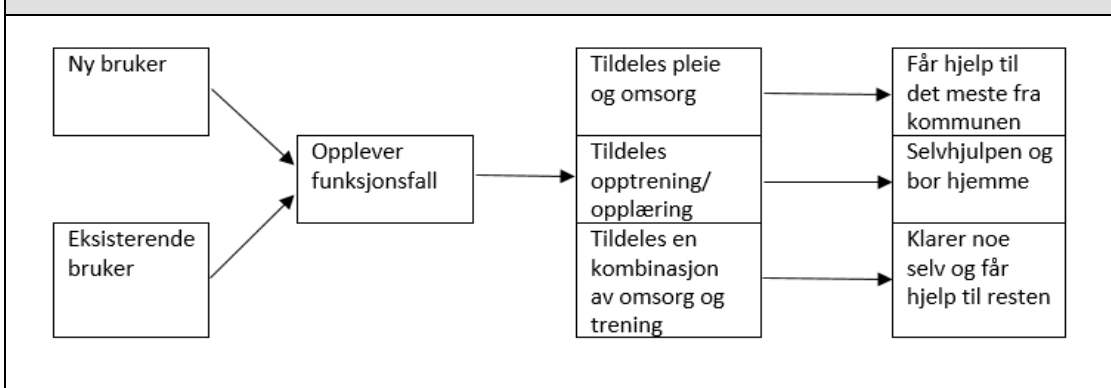 Ny bruker
Eksisterende
bruker
Opplever
funksjonsfall
Tildeles pleie
og omsorg
Tildeles
opptrening/
opplæring
Tildeles en
kombinasjon
av omsorg og
trening
Får hjelp til
det meste fra
kommunen
Selvhjulpen og
bor hjemme
Klarer noe
selv og får
hjelp til resten